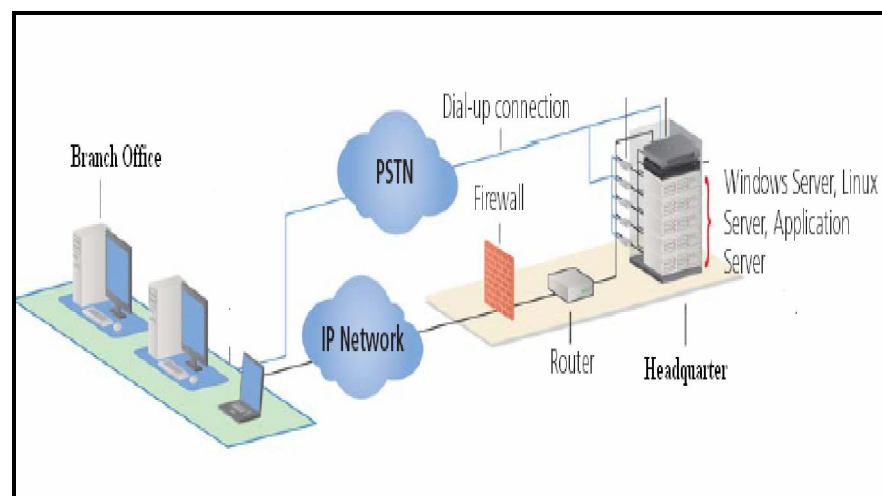 Dial-up connection
Branch Office
PSTN
Firewall
Windows Server, Linux
Server, Application
Server
IP Network
Router
Headquarter